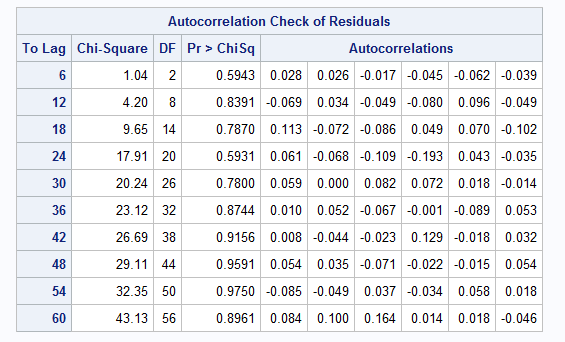 Autocorrelation Check of Residuals
To Lag Chi-Square DF Pr > ChiSq Autocorrelations
6 1.04 2 0.5943 0.028 0.026 -0.017 -0.045 -0.062 -0.039
12 4.20 8 0.8391 -0.069 0.034 -0.049 -0.080 0.096 -0.049
18 9.65 14 0.7870 0.113 -0.072 -0.086 0.049 0.070 -0.102
24 17.91 20 0.5931 0.061 -0.068 -0.109 -0.193 0.043 -0.035
30 20.24 26 0.7800 0.059 0.000 0.082 0.072 0.018 -0.014
36 23.12 32 0.8744 0.010 0.052 -0.067 -0.001 -0.089 0.053
42 26.69 38 0.9156 0.008 -0.044 -0.023 0.129 -0.018 0.032
48 29.11 44 0.9591 0.054 0.035 -0.071 -0.022 -0.015 0.054
54 32.35 50 0.9750 -0.085 -0.049 0.037 -0.034 0.058 0.018
60 43.13 56 0.8961 0.084 0.100 0.164 0.014 0.018 -0.046